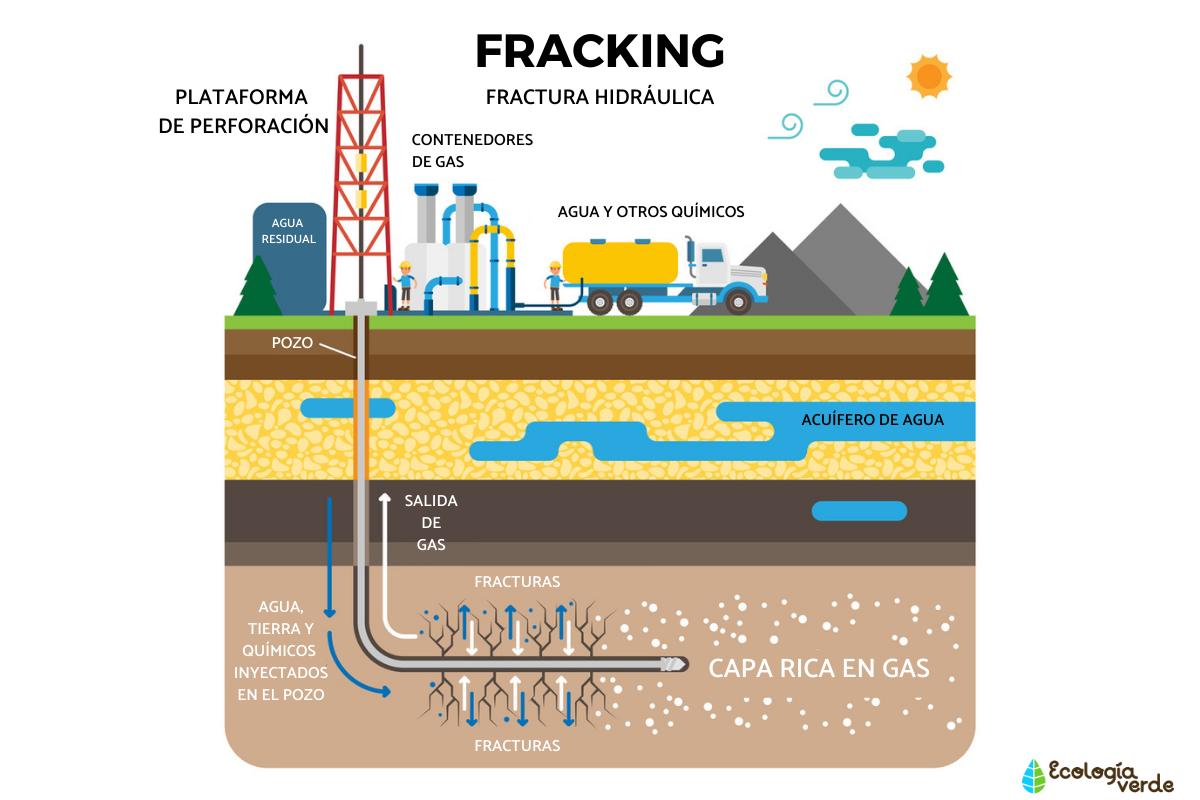 FRACKING
FRACTURA HIDRÁULICA
PLATAFORMA
DE PERFORACIÓN
CONTENEDORES
DE GAS
AGUA Y OTROS QUÍMICOS
AGUA
RESIDUAL
POZO
ACUÍFERO DE AGUA
SALIDA
DE
GAS
FRACTURAS
AGUA,
TIERRA Y
QUÍMICOS
INYECTADOS
EN EL POZO
CAPA RICA EN GAS
FRACTURAS
Ecología
verde